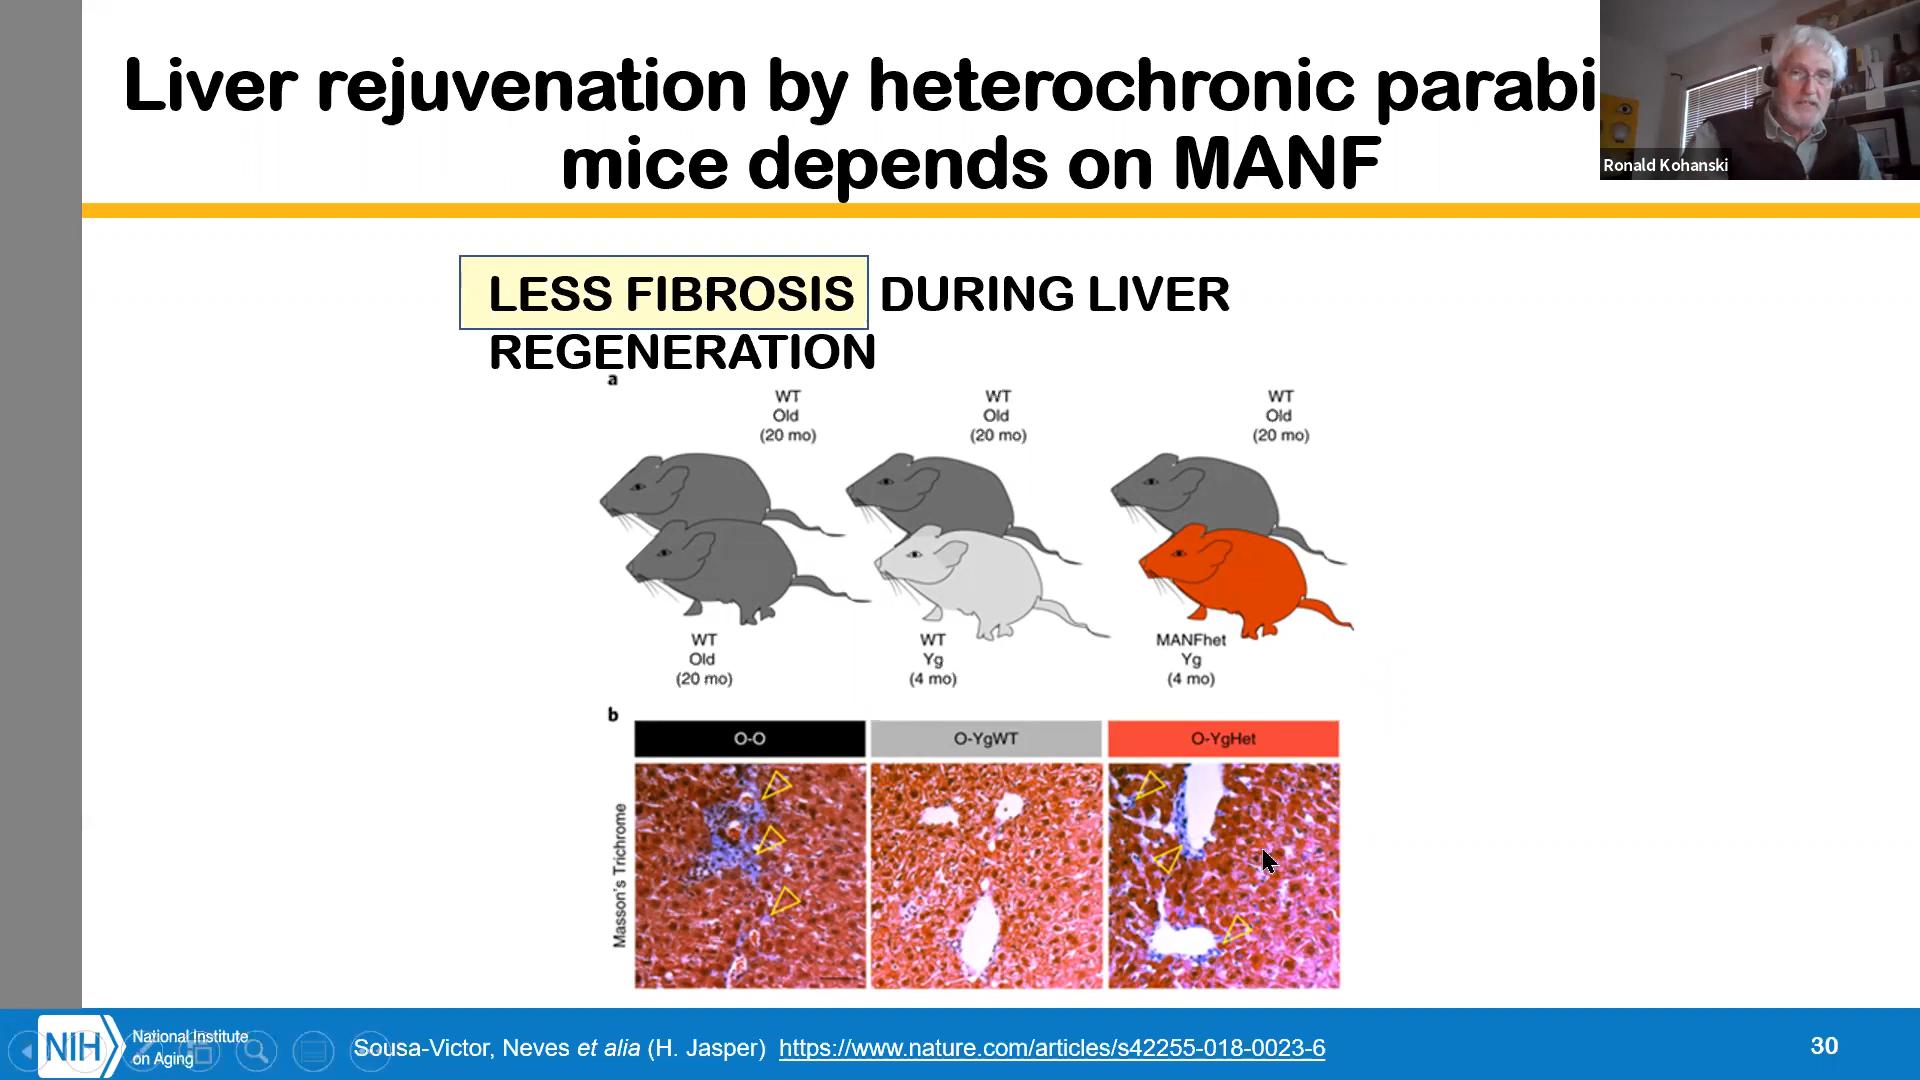 Liver rejuvenation by heterochronic parabi
mice depends on MANF
Ronald Kohanski
LESS FIBROSIS DURING LIVER
REGENERATION
a
WT
Old
(20 mo)
WT
Old
(20 mo)
WT
Old
(20 mo)
WT
Old
(20 mo)
WT
Yg
(4 mo)
MANFhet
Yg
(4 mo)
b
O-O
O-YgWT
O-YgHet
Masson's Trichrome
NIH
National Institute
on Aging
Sousa-Victor, Neves et alia (H. Jasper) https://www.nature.com/articles/s42255-018-0023-6
30